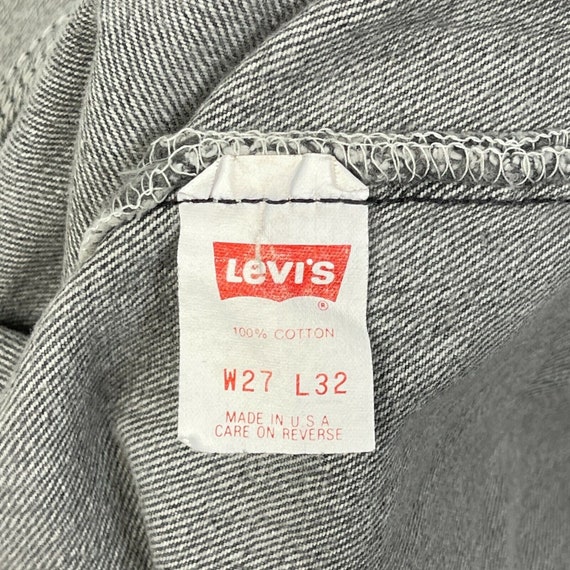 Levi's
®
100% COTTON
W27 L32
MADE IN U.S.A
CARE ON REVERSE